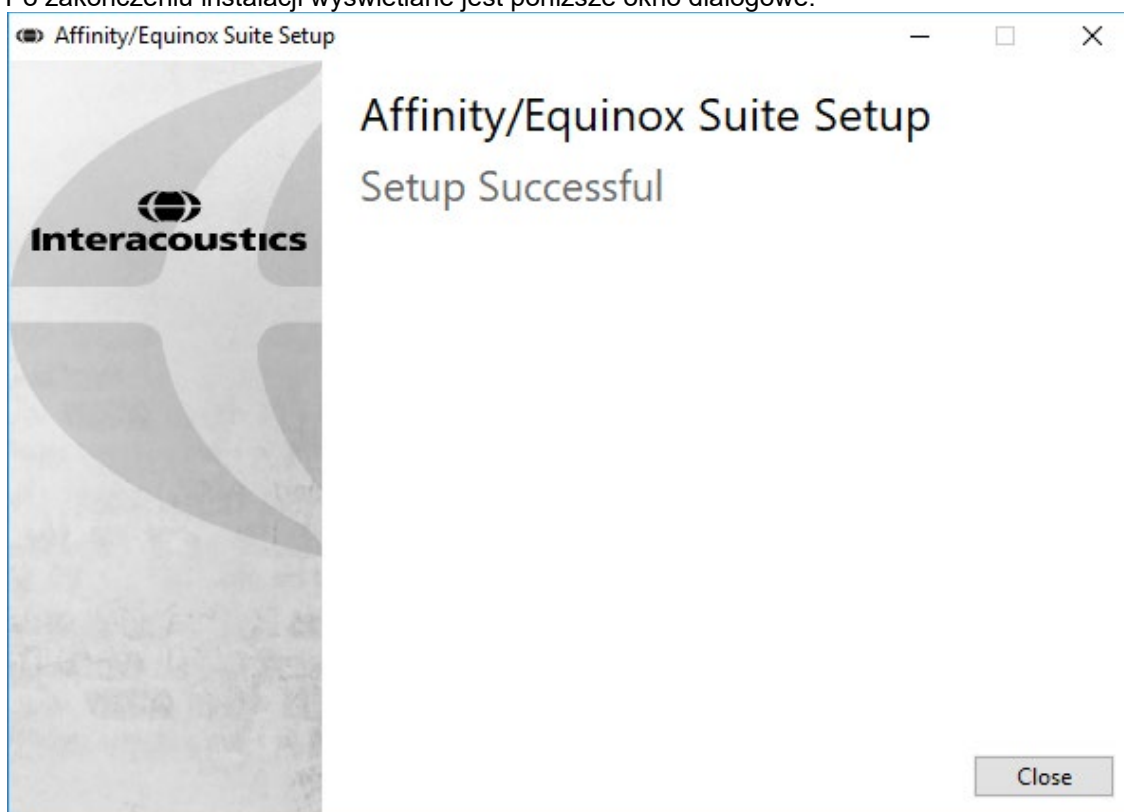 Po zakończeniu instalacji wyświetlane jest poniższe okno dialogowe:
Affinity/Equinox Suite Setup
Affinity/Equinox Suite Setup
Setup Successful
Interacoustics
Close